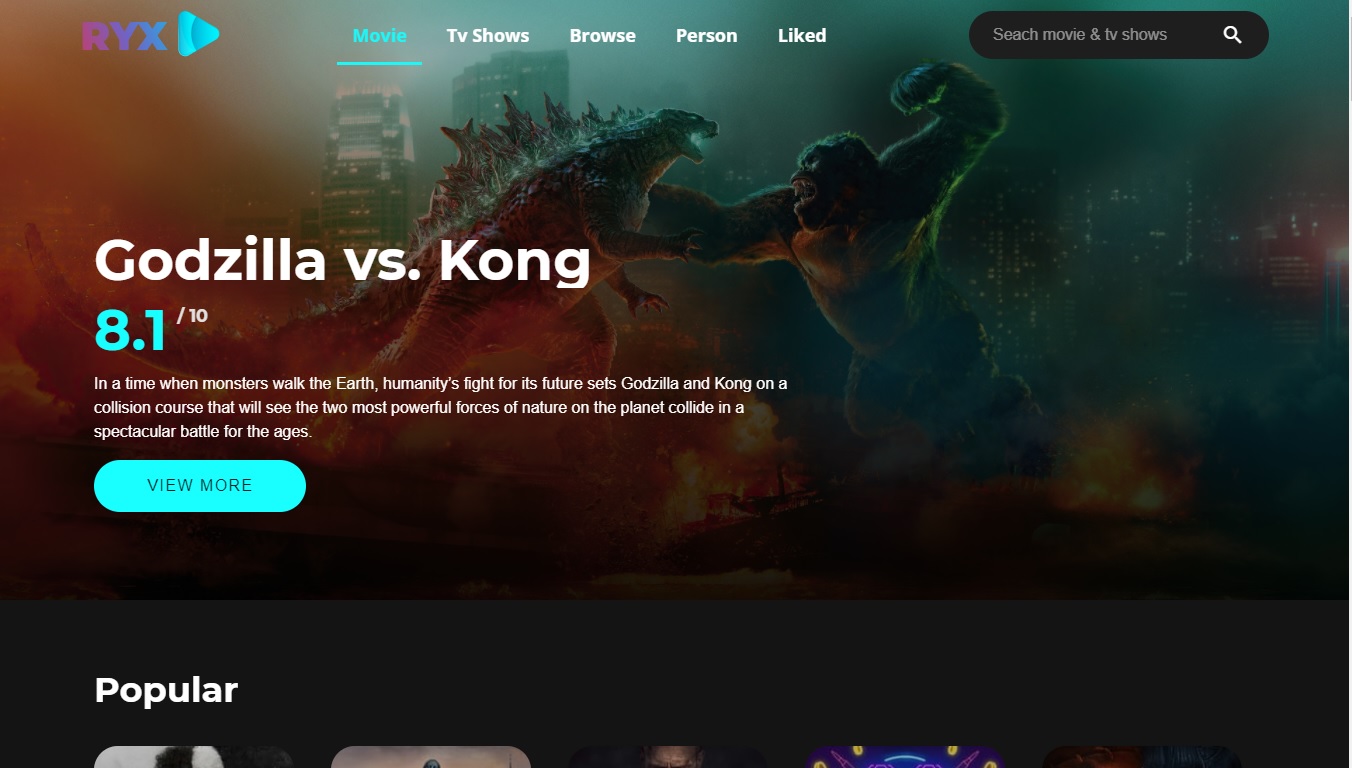 RYX
Movie
Tv Shows
Browse
Person
Liked
Seach movie & tv shows
Godzilla vs. Kong
8.1 / 10
In a time when monsters walk the Earth, humanity's fight for its future sets Godzilla and Kong on a
collision course that will see the two most powerful forces of nature on the planet collide in a
spectacular battle for the ages.
VIEW MORE
Popular